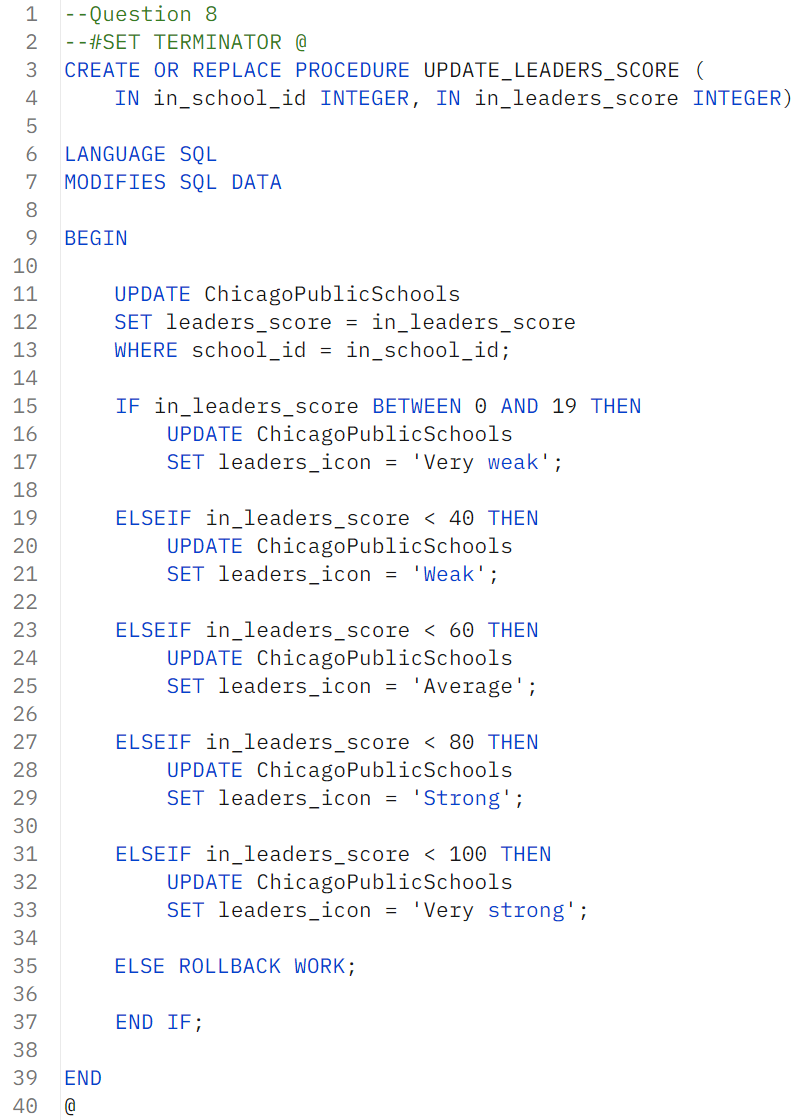 1 --Question 8
2 --#SET TERMINATOR @
3 CREATE OR REPLACE PROCEDURE UPDATE_LEADERS_SCORE (
4     IN in_school_id INTEGER, IN in_leaders_score INTEGER)
5
6 LANGUAGE SQL
7 MODIFIES SQL DATA
8
9 BEGIN
10
11     UPDATE ChicagoPublicSchools
12     SET leaders_score = in_leaders_score
13     WHERE school_id = in_school_id;
14
15     IF in_leaders_score BETWEEN 0 AND 19 THEN
16         UPDATE ChicagoPublicSchools
17         SET leaders_icon = 'Very weak';
18
19     ELSEIF in_leaders_score < 40 THEN
20         UPDATE ChicagoPublicSchools
21         SET leaders_icon = 'Weak';
22
23     ELSEIF in_leaders_score < 60 THEN
24         UPDATE ChicagoPublicSchools
25         SET leaders_icon = 'Average';
26
27     ELSEIF in_leaders_score < 80 THEN
28         UPDATE ChicagoPublicSchools
29         SET leaders_icon = 'Strong';
30
31     ELSEIF in_leaders_score < 100 THEN
32         UPDATE ChicagoPublicSchools
33         SET leaders_icon = 'Very strong';
34
35     ELSE ROLLBACK WORK;
36
37     END IF;
38
39 END
40 @